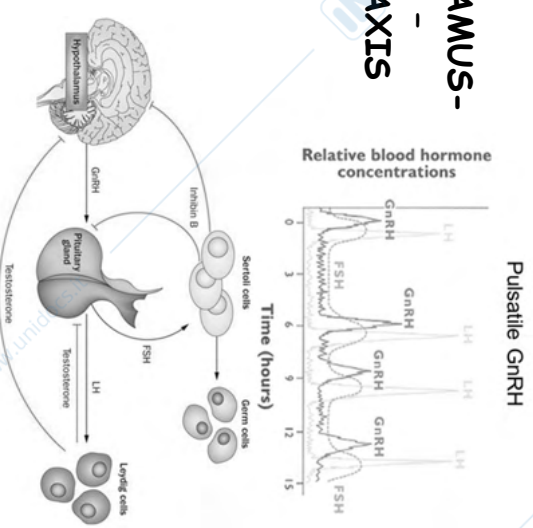 AMUS-
-
AXIS
Pulsatile GnRH
Relative blood hormone
concentrations
GnRH
GnRH
GnRH
GnRH
LH
LH
LH
LH
FSH
FSH
0
3
6
9
12
15
Time (hours)
Hypothalamus
GnRH
Pituitary
gland
Inhibin B
Sertoli cells
Germ cells
FSH
LH
Testosterone
Testosterone
Leydig cells